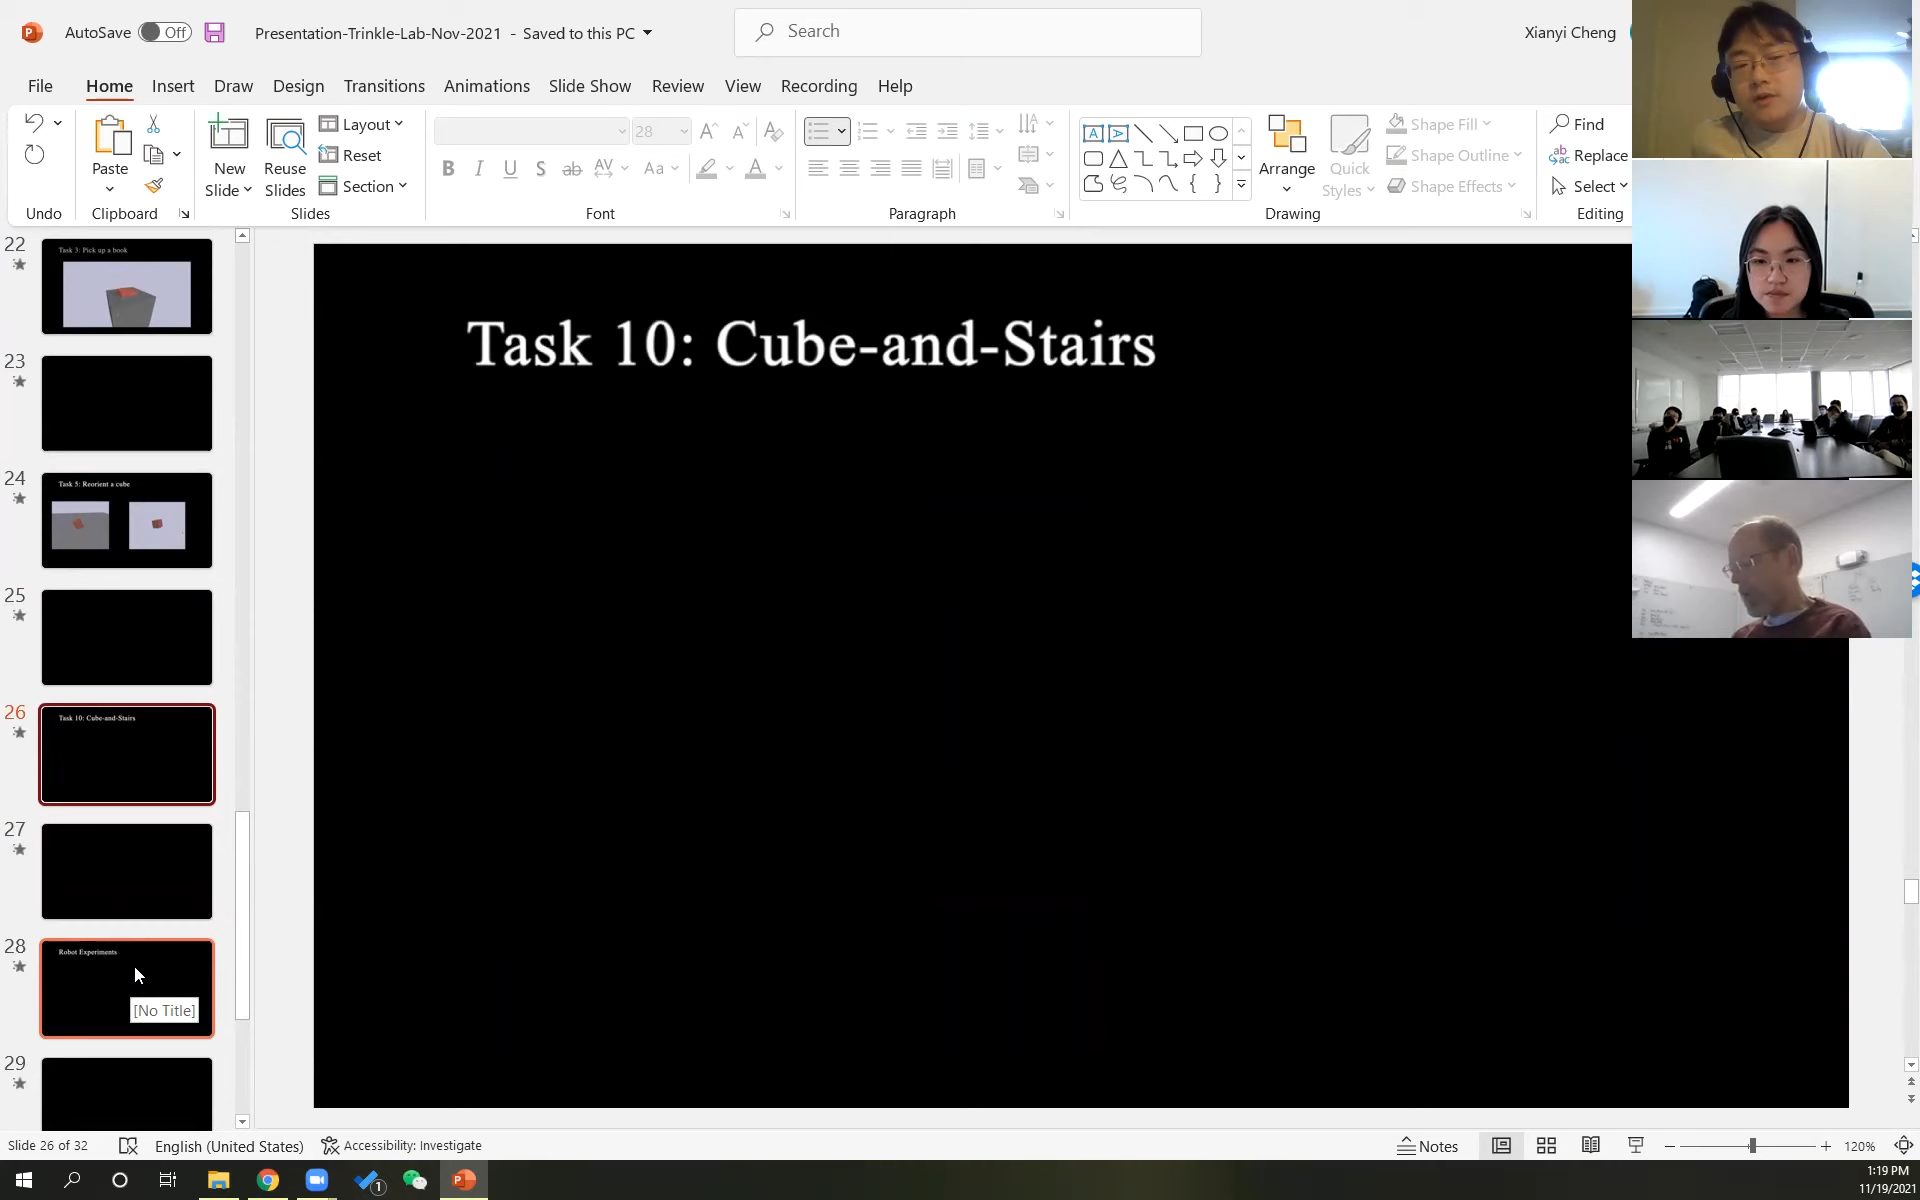 AutoSave Off Presentation-Trinkle-Lab-Nov-2021 - Saved to this PC Search Xianyi Cheng
File Home Insert Draw Design Slide Show Transitions Animations Slide Show Review View Recording Help
Undo
Paste
Clipboard
New Slide
Reuse Slides
Layout
Reset
Section
Slides
28
Font
Paragraph
Arrange
Quick Styles
Shape Fill
Shape Outline
Shape Effects
Drawing
Find
Replace
Select
Editing
22
Task 3: Pick up a book
23
24
Task 5: Reorient a cube
25
26
Task 10: Cube-and-Stairs
27
28
Robot Experiments
[No Title]
29
Task 10: Cube-and-Stairs
Slide 26 of 32 English (United States) Accessibility: Investigate Notes 120%
1
1:19 PM
11/19/2021